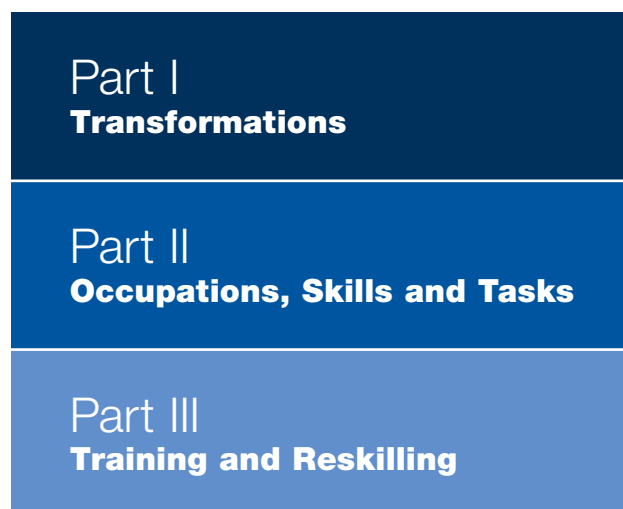 Part I
Transformations
Part II
Occupations, Skills and Tasks
Part III
Training and Reskilling